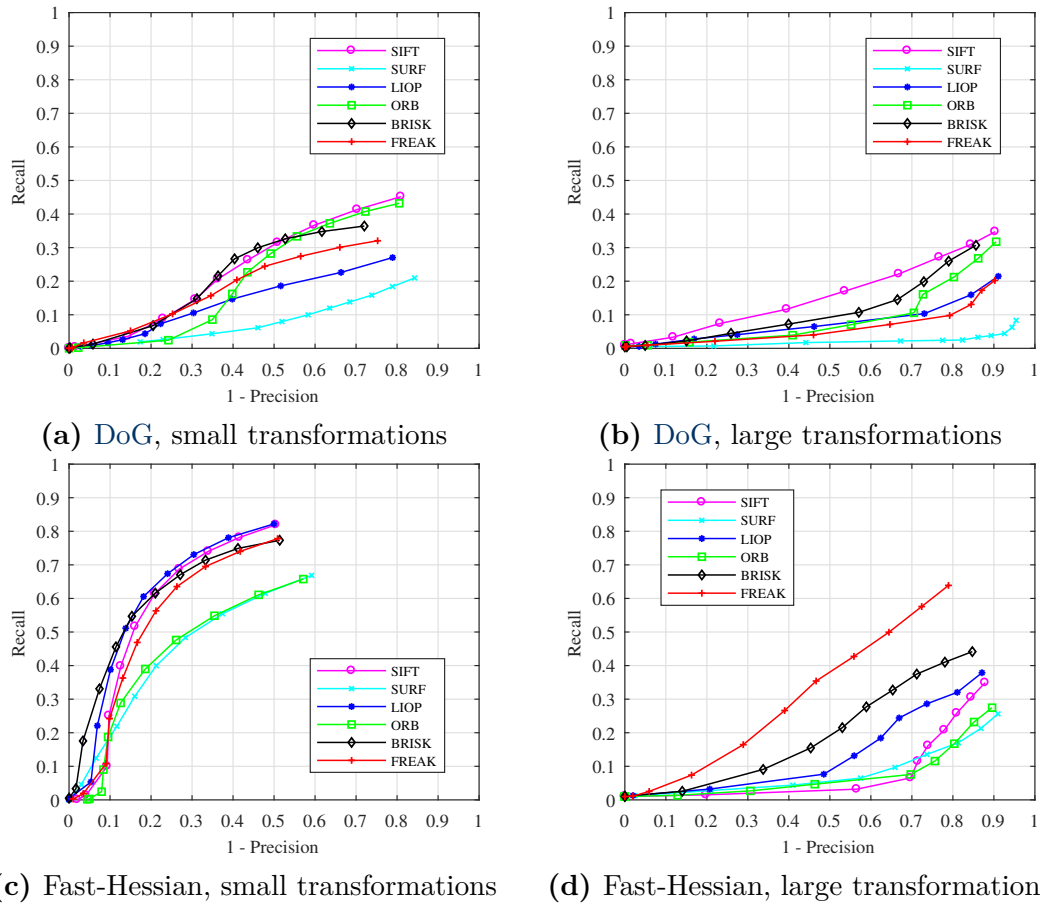 1
0.9
0.8
0.7
0.6
0.5
0.4
0.3
0.2
0.1
0
Recall
SIFT
SURF
LIOP
ORB
BRISK
FREAK
0 0.1 0.2 0.3 0.4 0.5 0.6 0.7 0.8 0.9 1
1 - Precision
(a) DoG, small transformations
1
0.9
0.8
0.7
0.6
0.5
0.4
0.3
0.2
0.1
0
Recall
SIFT
SURF
LIOP
ORB
BRISK
FREAK
0 0.1 0.2 0.3 0.4 0.5 0.6 0.7 0.8 0.9 1
1 - Precision
(b) DoG, large transformations
1
0.9
0.8
0.7
0.6
0.5
0.4
0.3
0.2
0.1
0
Recall
SIFT
SURF
LIOP
ORB
BRISK
FREAK
0 0.1 0.2 0.3 0.4 0.5 0.6 0.7 0.8 0.9 1
1 - Precision
(c) Fast-Hessian, small transformations
1
0.9
0.8
0.7
0.6
0.5
0.4
0.3
0.2
0.1
0
Recall
SIFT
SURF
LIOP
ORB
BRISK
FREAK
0 0.1 0.2 0.3 0.4 0.5 0.6 0.7 0.8 0.9 1
1 - Precision
(d) Fast-Hessian, large transformation